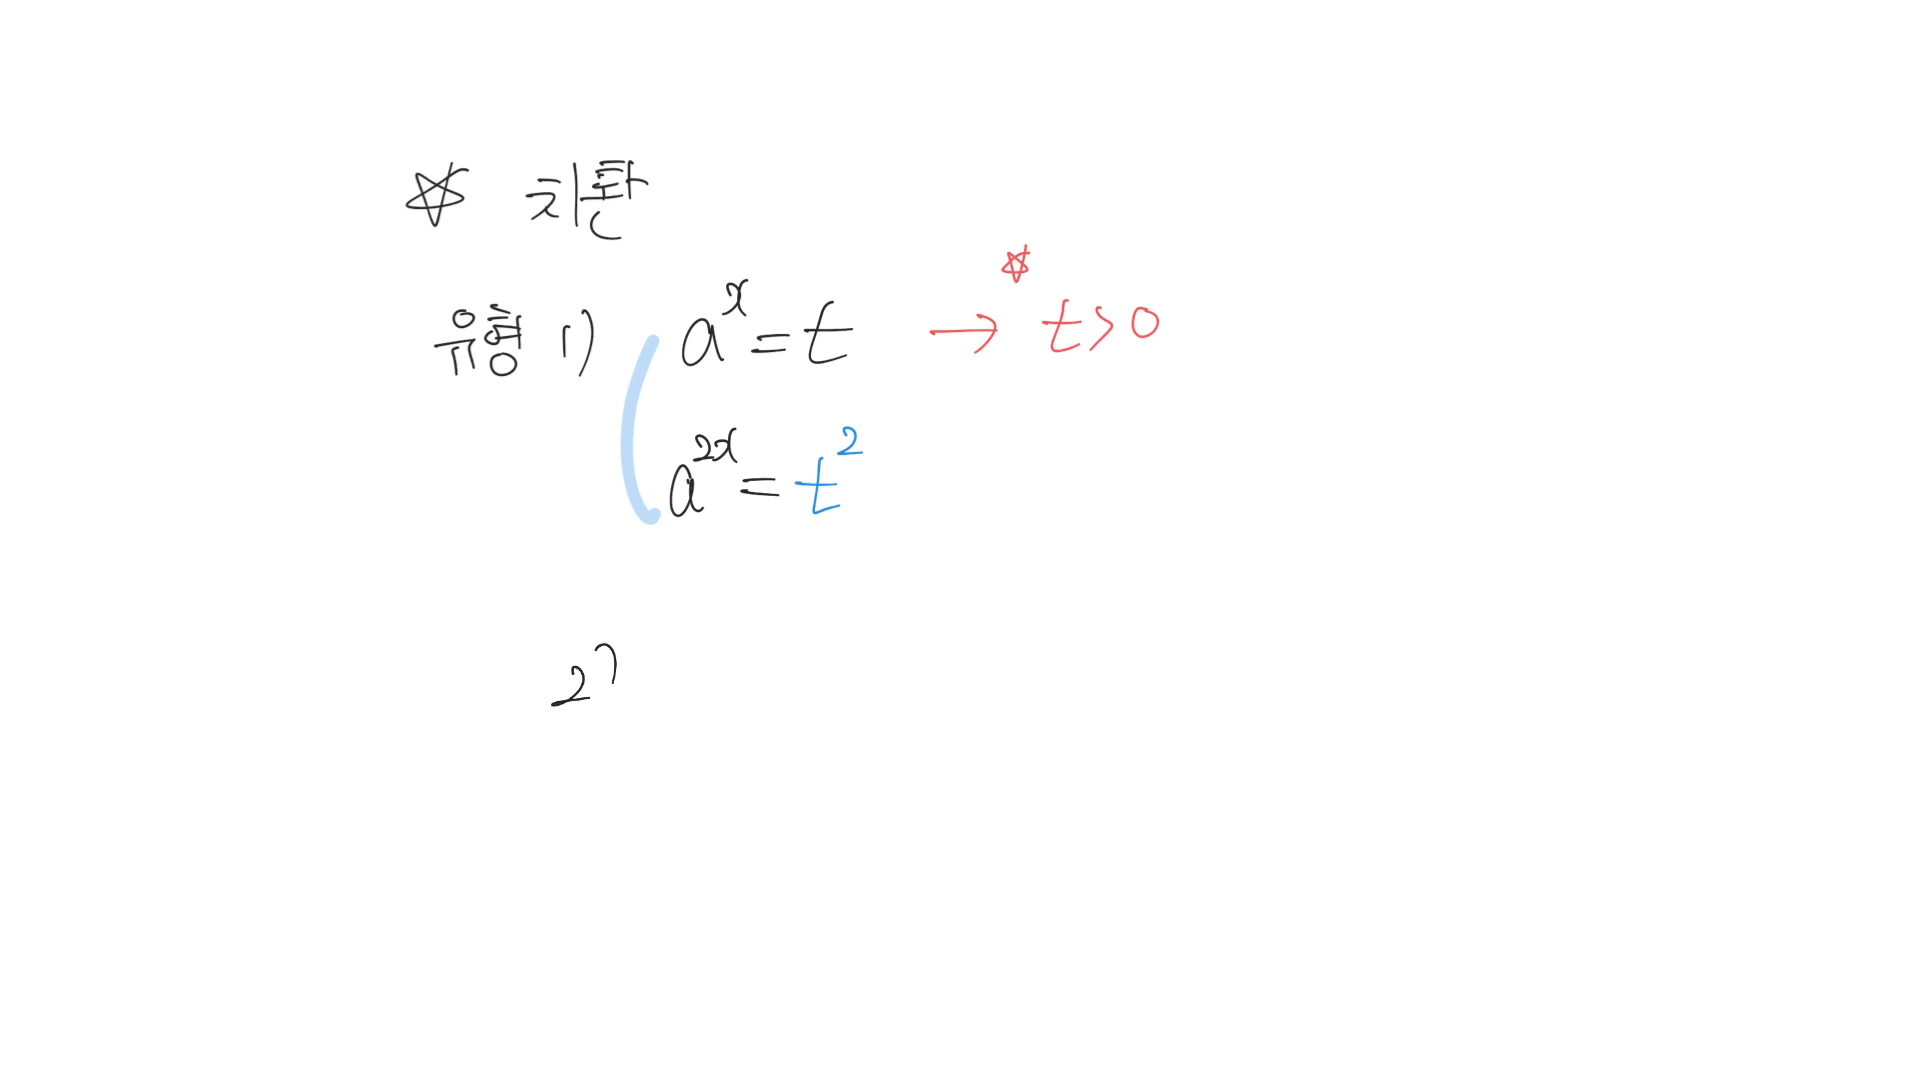 ☆ 치환
유형 1) a^x = t → ☆ t > 0
a^{2x} = t^2
2)